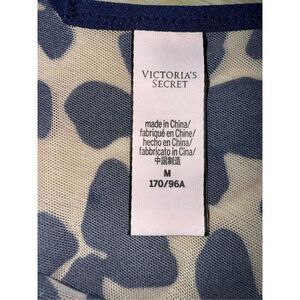 VICTORIA'S
SECRET
made in China/
fabriqué en Chine/
hecho en China/
fabbricato in Cina/
中国制造
M
170/96A